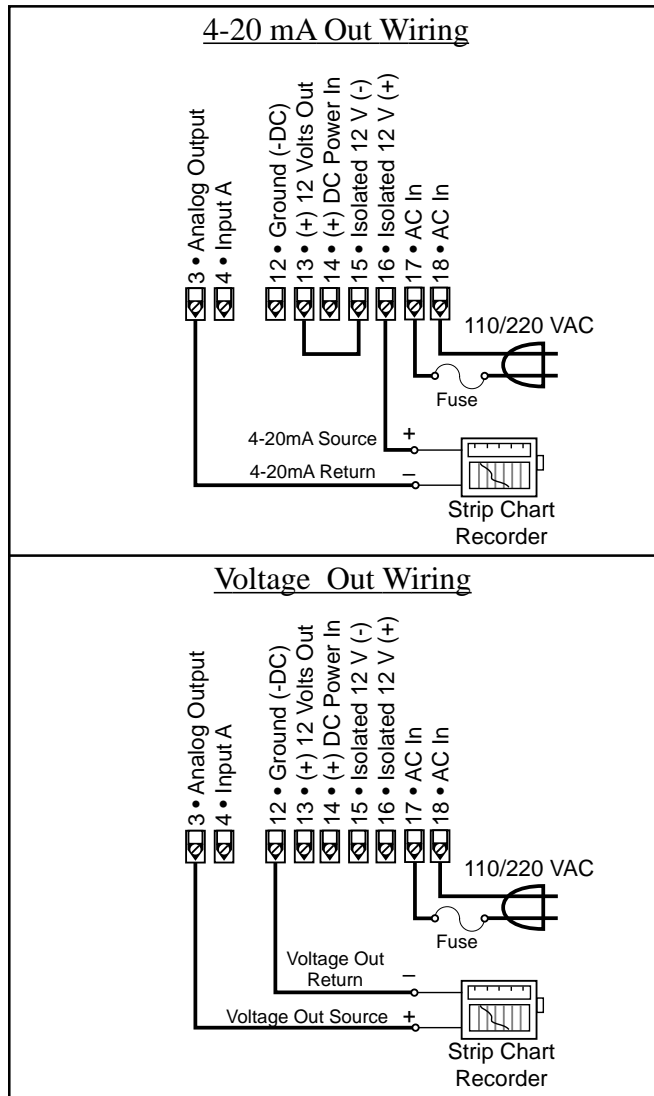 4-20 mA Out Wiring
3 • Analog Output
4 • Input A
12 • Ground (-DC)
13 • (+) 12 Volts Out
14 • (+) DC Power In
15 • Isolated 12 V (-)
16 • Isolated 12 V (+)
17 • AC In
18 • AC In
110/220 VAC
Fuse
4-20mA Source +
4-20mA Return –
Strip Chart
Recorder
Voltage Out Wiring
3 • Analog Output
4 • Input A
12 • Ground (-DC)
13 • (+) 12 Volts Out
14 • (+) DC Power In
15 • Isolated 12 V (-)
16 • Isolated 12 V (+)
17 • AC In
18 • AC In
110/220 VAC
Fuse
Voltage Out –
Return
Voltage Out Source +
Strip Chart
Recorder